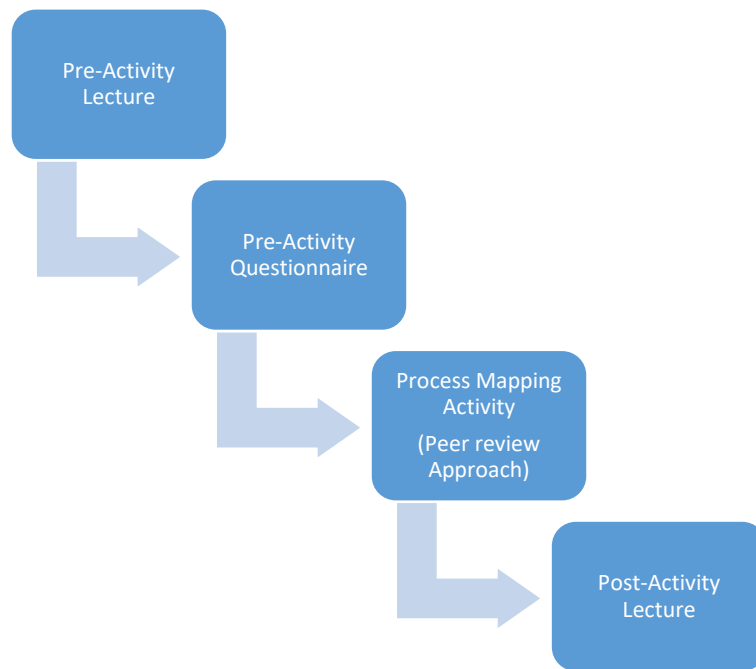 Pre-Activity
Lecture
Pre-Activity
Questionnaire
Process Mapping
Activity
(Peer review
Approach)
Post-Activity
Lecture